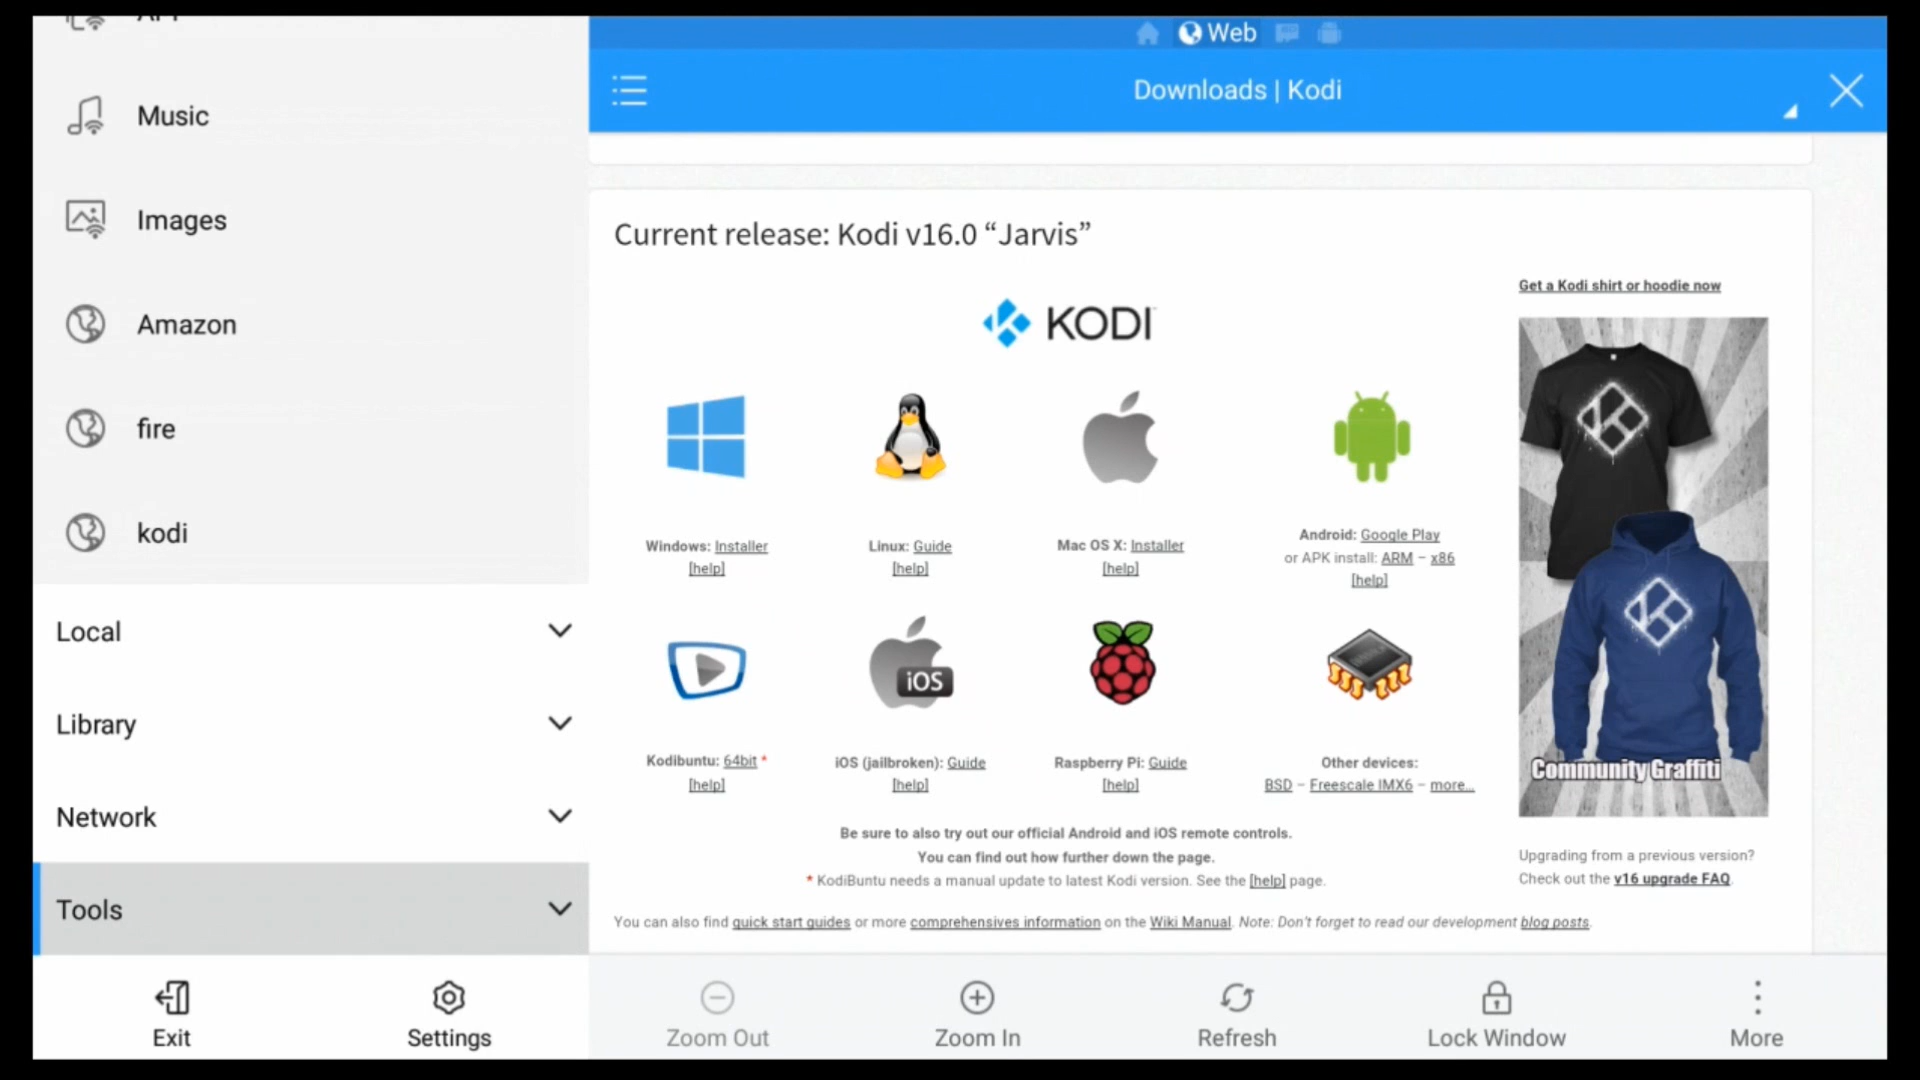 Music
Images
Amazon
fire
kodi
Local
Library
Network
Tools
Exit
Settings
Web
Downloads | Kodi
Current release: Kodi v16.0 “Jarvis”
KODI
Windows: Installer
[help]
Linux: Guide
[help]
Mac OS X: Installer
[help]
Android: Google Play
or APK install: ARM – x86
[help]
Kodibuntu: 64bit *
[help]
iOS
iOS (jailbroken): Guide
[help]
Raspberry Pi: Guide
[help]
Other devices:
BSD – Freescale IMX6 – more...
Be sure to also try out our official Android and iOS remote controls.
You can find out how further down the page.
* KodiBuntu needs a manual update to latest Kodi version. See the [help] page.
You can also find quick start guides or more comprehensives information on the Wiki Manual. Note: Don't forget to read our development blog posts.
Get a Kodi shirt or hoodie now
Community Graffiti
Upgrading from a previous version?
Check out the v16 upgrade FAQ.
Zoom Out
Zoom In
Refresh
Lock Window
More